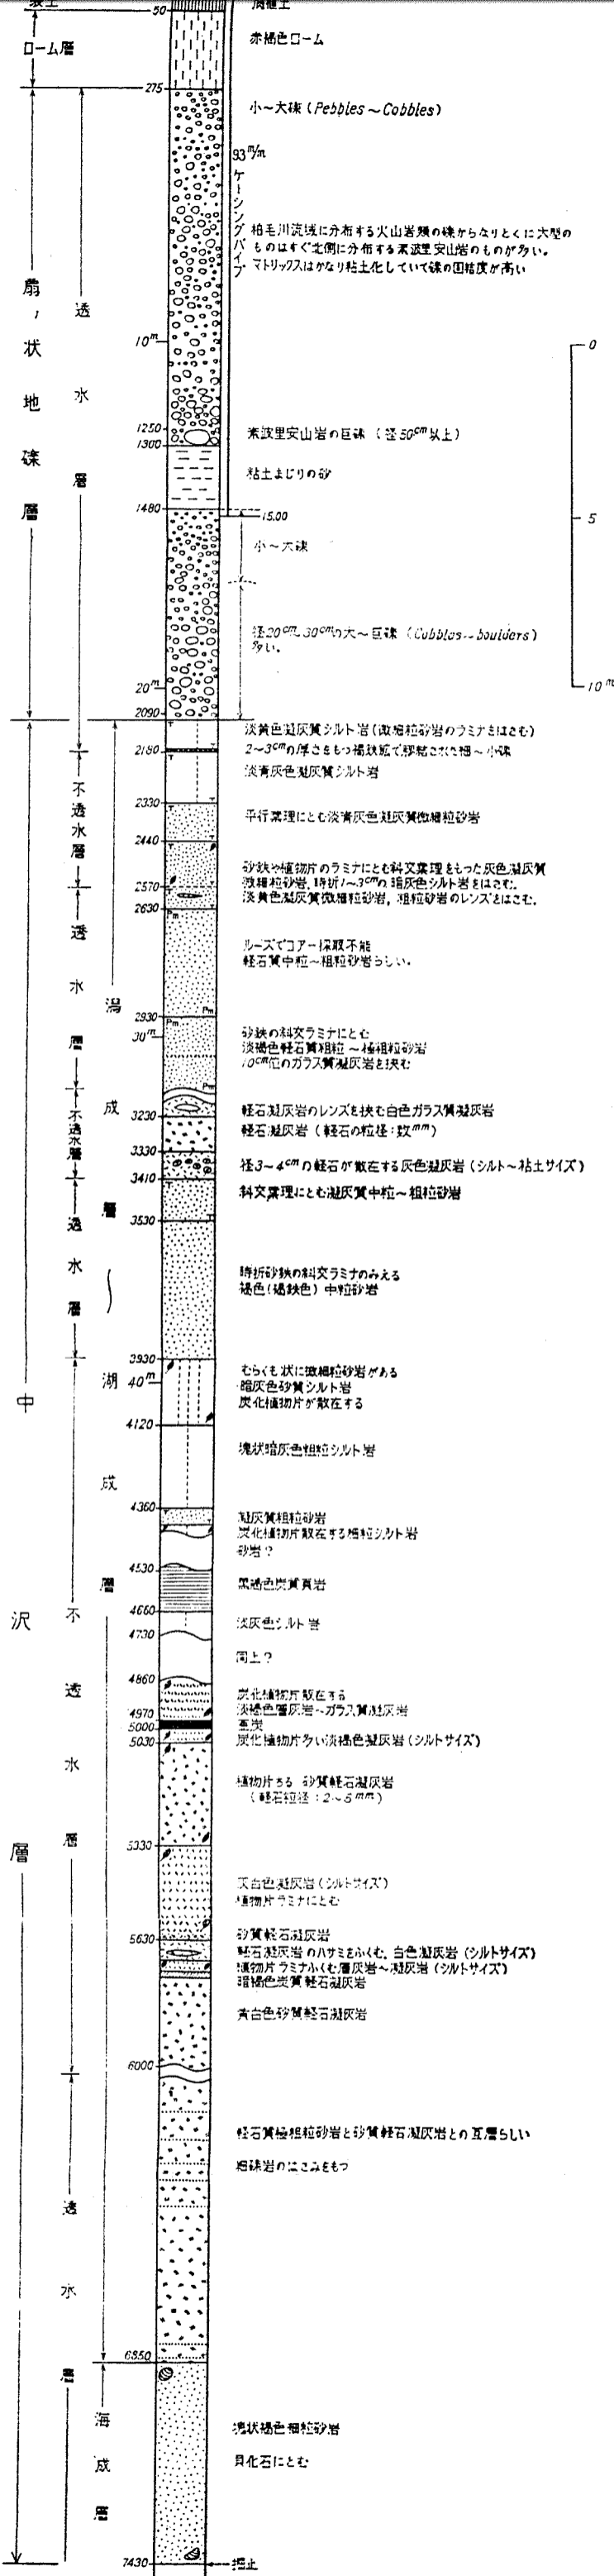 50
ローム層
赤褐色ローム
275
小~大礫 (Pebbles~Cobbles)
93 m/m
ケーシングパイプ
柏毛川流域に分布する火山岩類の礫からなりとくに大型の
ものはすぐ北側に分布する素波里安山岩のものが多い。
マトリックスはかなり粘土化していて礫の固結度が高い
扇状地礫層
透水層
10m
0
5
10m
1250
1300
素波里安山岩の巨礫 (径50cm以上)
粘土まじりの砂
1480
15.00
小~大礫
径20cm~30cmの大~巨礫 (Cobbles~boulders)
多い。
20m
2090
淡黄色凝灰質シルト岩(微細粒砂岩のラミナをはさむ)
2180
2~3cmの厚さをもつ褐鉄鉱で膠結された細~小礫
淡青灰色凝灰質シルト岩
不透水層
2330
平行葉理にとむ淡青灰色凝灰質微細粒砂岩
2440
砂鉄や植物片のラミナにとむ斜交葉理をもった灰色凝灰質
微細粒砂岩,時折1~3cmの暗灰色シルト岩をはさむ。
2570
淡黄色凝灰質微細粒砂岩,粗粒砂岩のレンズをはさむ。
2630
Pm
透水層
ルーズでコアー採取不能
軽石質中粒~粗粒砂岩らしい。
潟成層
~
湖成層
2930
Pm
Pm
30m
砂鉄の斜交ラミナにとむ
淡褐色軽石質粗粒~極粗粒砂岩
10cm位のガラス質凝灰岩を挟む
Pm
不透水層
軽石凝灰岩のレンズを挟む白色ガラス質凝灰岩
3230
軽石凝灰岩 (軽石の粒径:数mm)
3330
径3~4cmの軽石が散在する灰色凝灰岩(シルト~粘土サイズ)
3410
斜交葉理にとむ凝灰質中粒~粗粒砂岩
3530
透水層
時折砂鉄の斜交ラミナのみえる
褐色(褐鉄色)中粒砂岩
3930
むらくも状に微細粒砂岩がある
40m
暗灰色砂質シルト岩
炭化植物片が散在する
中沢層
4120
塊状暗灰色粗粒シルト岩
4360
凝灰質粗粒砂岩
炭化植物片散在する細粒シルト岩
砂岩?
4530
黒褐色炭質頁岩
4660
不透水層
淡灰色シルト岩
4730
同上?
4860
炭化植物片散在する
淡褐色層灰岩~ガラス質凝灰岩
4970
亜炭
5000
5030
炭化植物片多い淡褐色凝灰岩(シルトサイズ)
植物片ある 砂質軽石凝灰岩
(軽石粒径:2~5mm)
5330
灰白色凝灰岩(シルトサイズ)
植物片ラミナにとむ
5630
砂質軽石凝灰岩
軽石凝灰岩のハサミをふくむ,白色凝灰岩(シルトサイズ)
植物片ラミナふくむ層灰岩~凝灰岩(シルトサイズ)
暗褐色炭質軽石凝灰岩
黄白色砂質軽石凝灰岩
6000
軽石質極粗粒砂岩と砂質軽石凝灰岩との互層らしい
細礫岩のはさみをもつ
透水層
6850
海成層
塊状褐色細粒砂岩
貝化石にとむ
7430
掘止